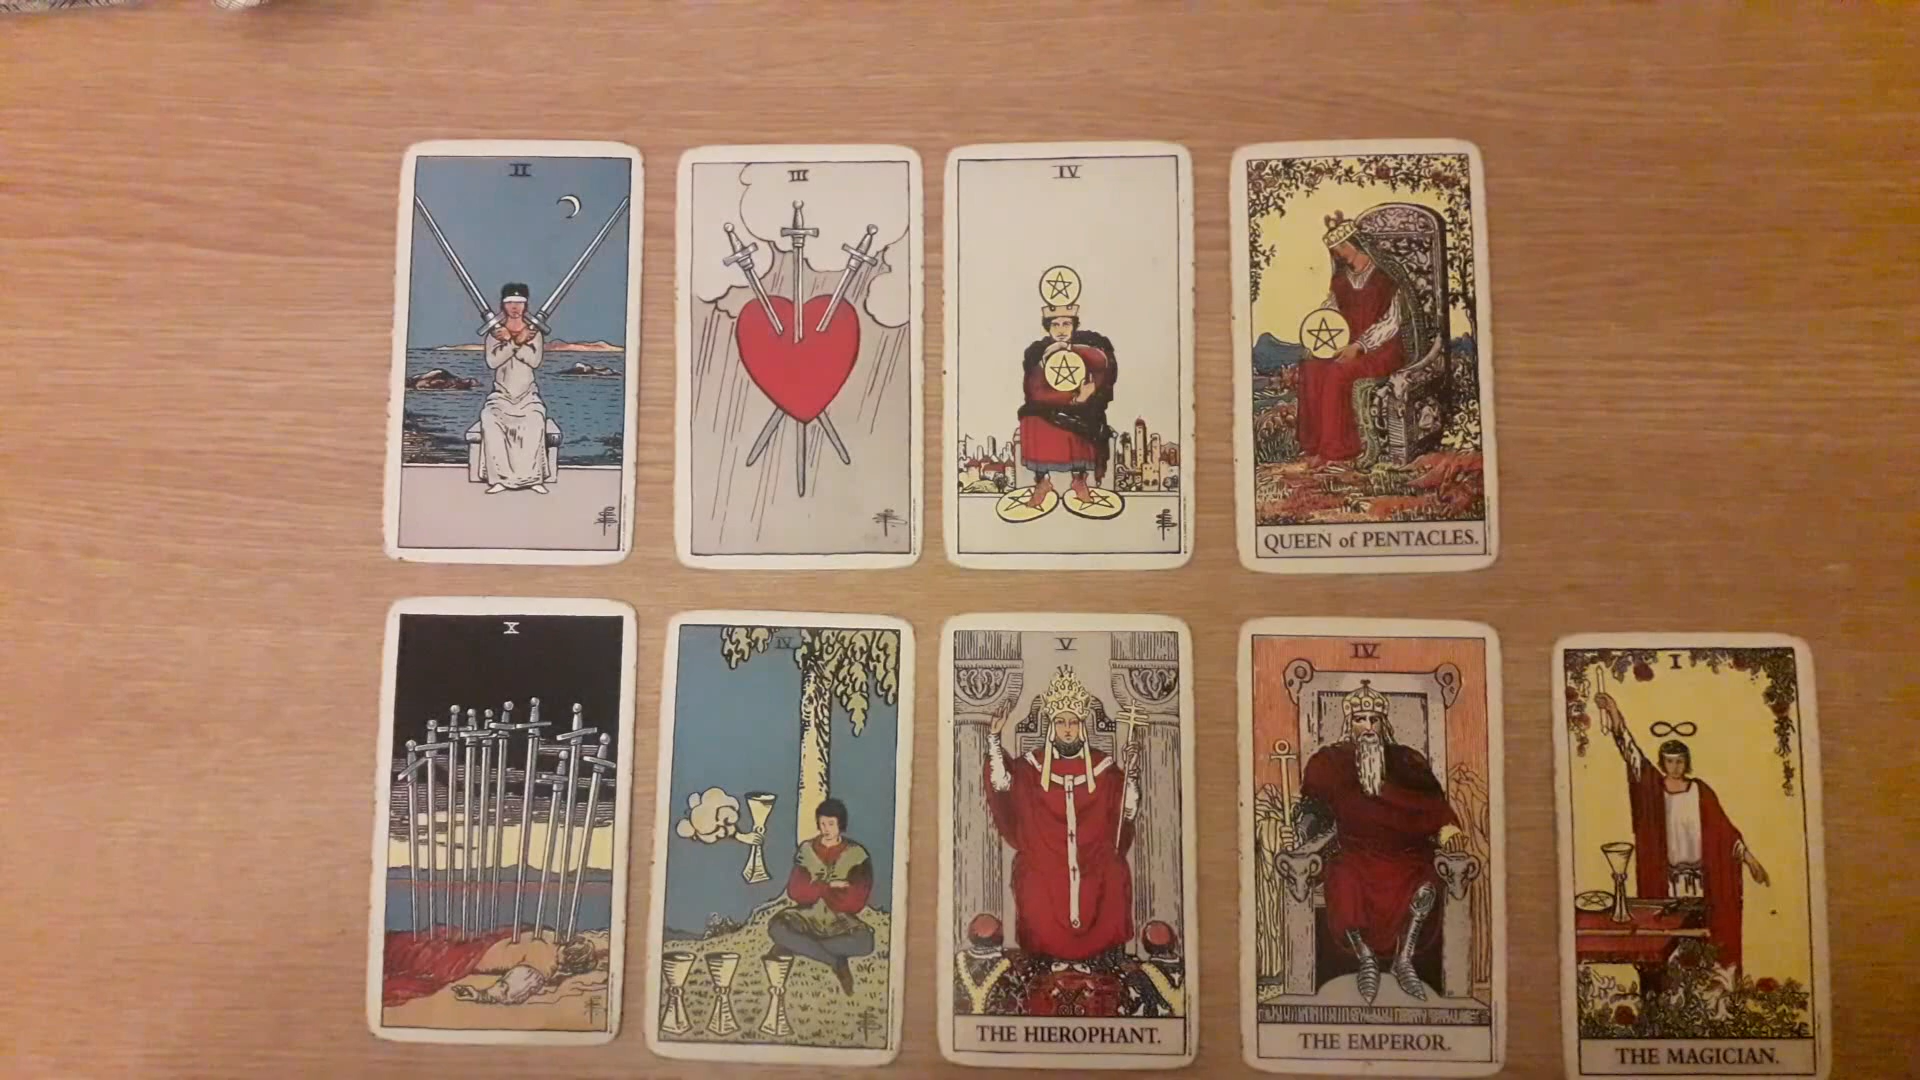 II
III
IV
QUEEN of PENTACLES.
X
IV
V
THE HIEROPHANT.
IV
THE EMPEROR.
I
THE MAGICIAN.